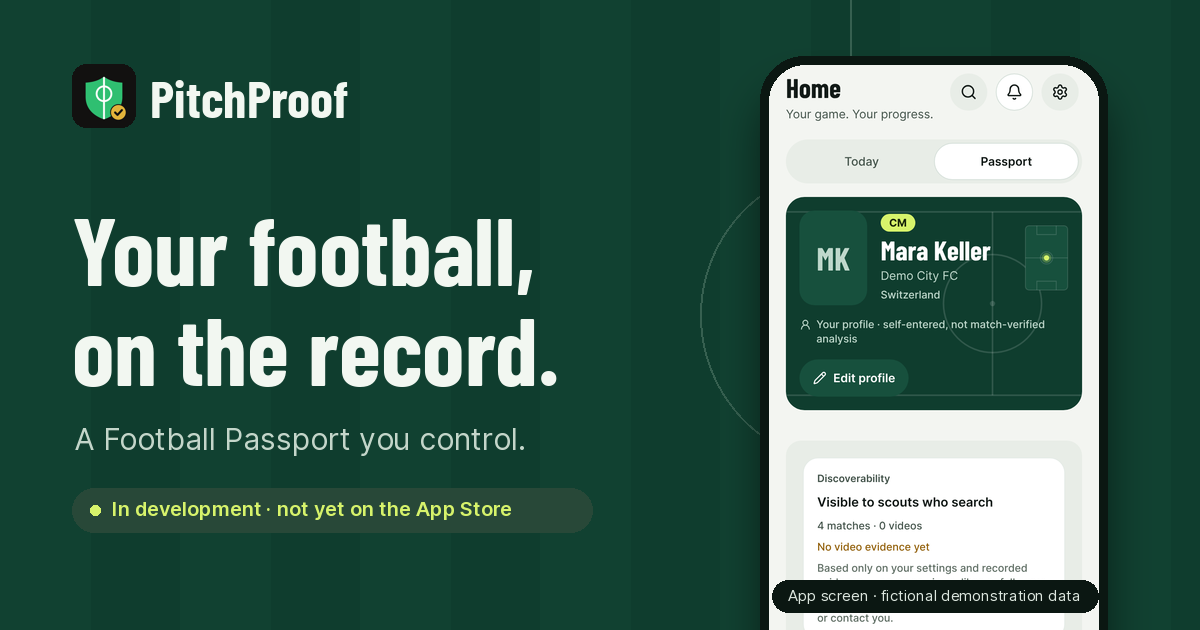 PitchProof
Your football,
on the record.
A Football Passport you control.
In development · not yet on the App Store
Home
Your game. Your progress.
Today
Passport
MK
CM
Mara Keller
Demo City FC
Switzerland
Your profile · self-entered, not match-verified
analysis
Edit profile
Discoverability
Visible to scouts who search
4 matches · 0 videos
No video evidence yet
Based only on your settings and recorded
App screen · fictional demonstration data
or contact you.